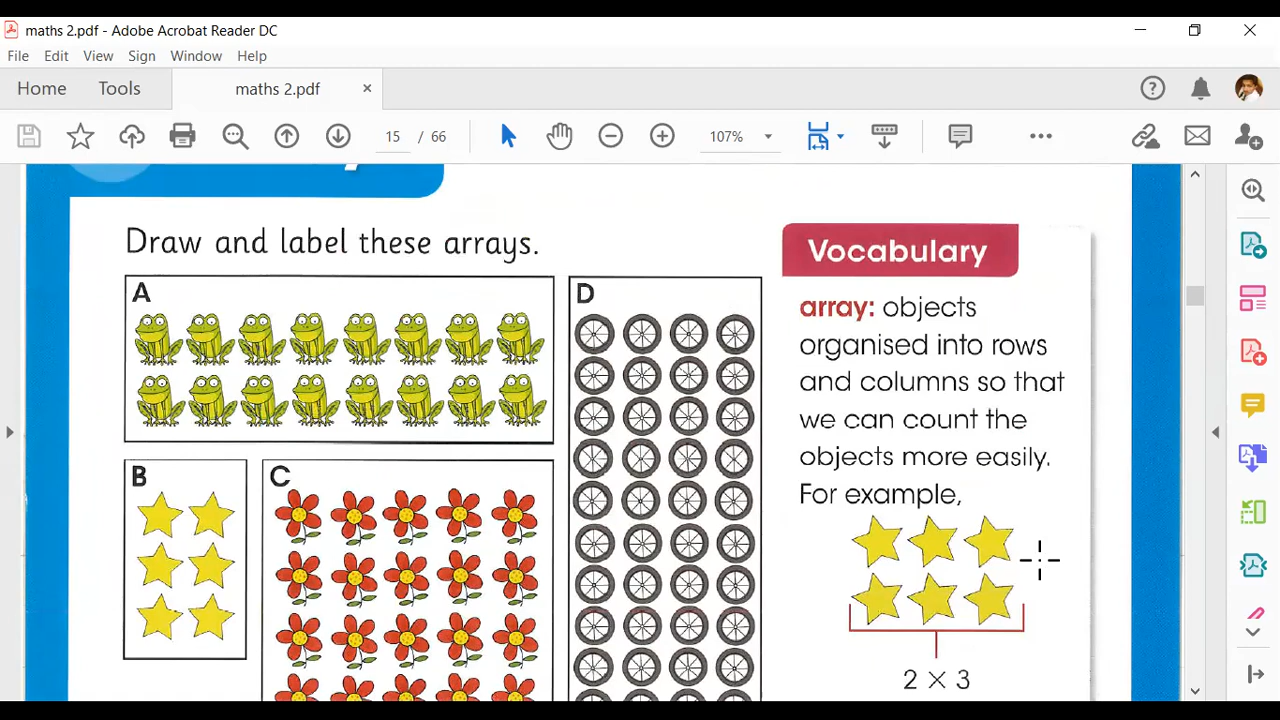 maths 2.pdf - Adobe Acrobat Reader DC
File Edit View Sign Window Help
Home Tools maths 2.pdf ×
15 / 66 107%
Draw and label these arrays.
A
B
C
D
Vocabulary
array: objects
organised into rows
and columns so that
we can count the
objects more easily.
For example,
2 × 3